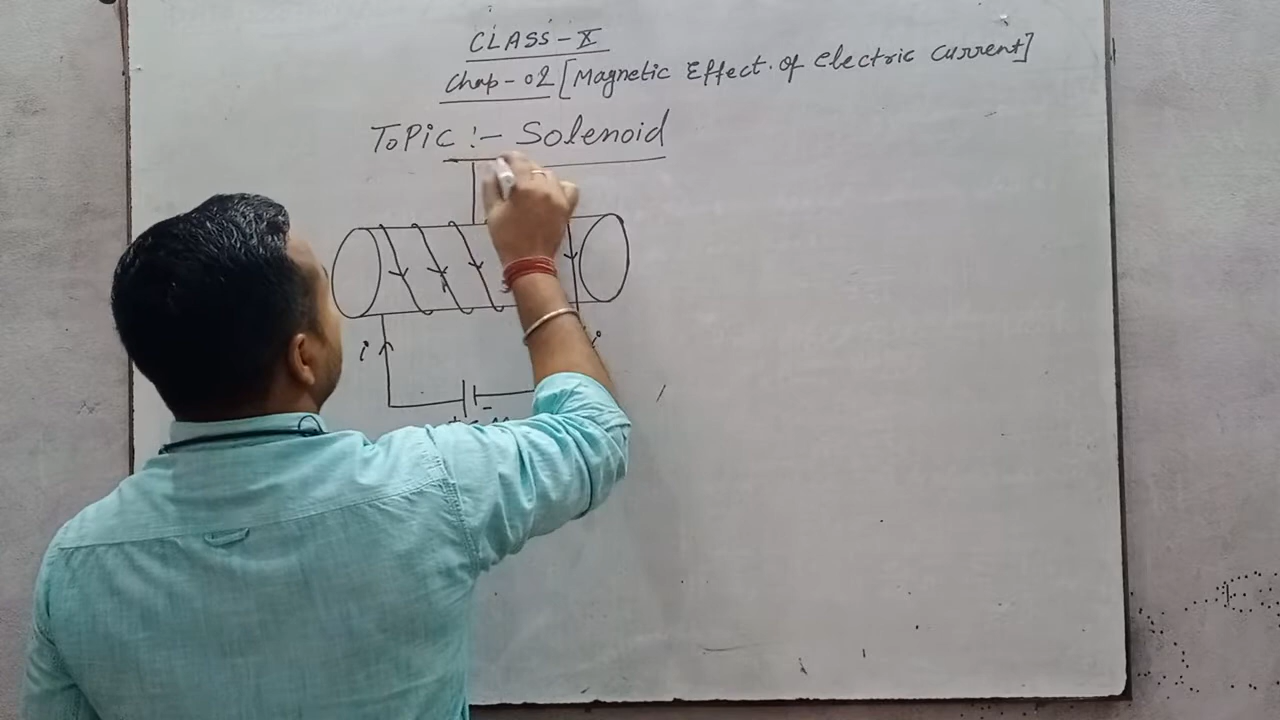 CLASS-X
Chap-02 [Magnetic Effect. of electric current]
ToPic :- Solenoid
i
i